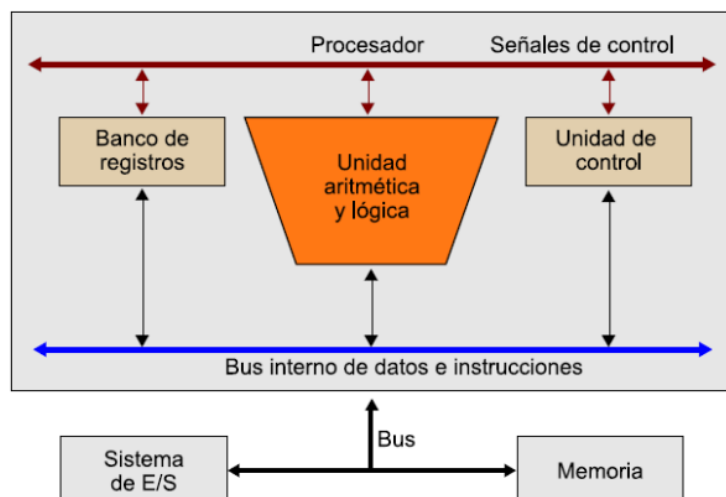 Procesador
Señales de control
Banco de
registros
Unidad
aritmética
y lógica
Unidad de
control
Bus interno de datos e instrucciones
Bus
Sistema
de E/S
Memoria